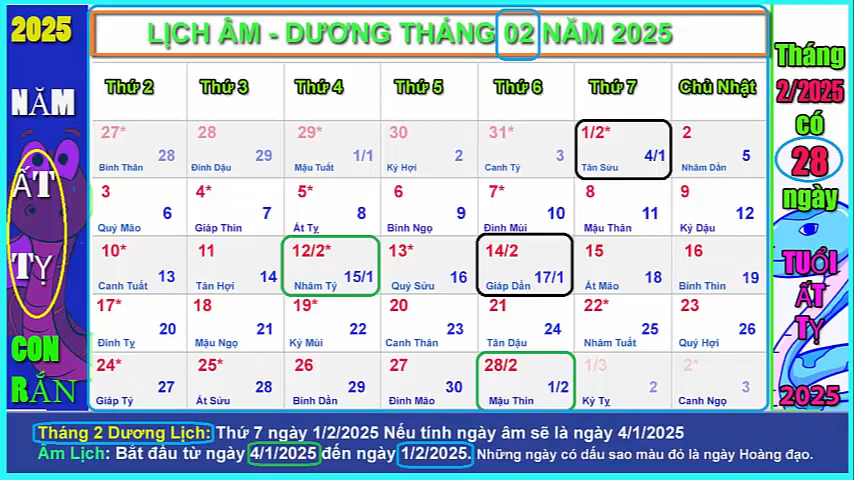 2025
NĂM
ẤT
TỴ
CON
RẮN
LỊCH ÂM - DƯƠNG THÁNG 02 NĂM 2025
Thứ 2 Thứ 3 Thứ 4 Thứ 5 Thứ 6 Thứ 7 Chủ Nhật
27* 28 29* 30 31* 1/2* 2
Bính Thân 28 Đinh Dậu 29 Mậu Tuất 1/1 Kỷ Hợi 2 Canh Tý 3 Tân Sửu 4/1 Nhâm Dần 5
3 4* 5* 6 7* 8 9
Quý Mão 6 Giáp Thìn 7 Ất Tỵ 8 Bính Ngọ 9 Đinh Mùi 10 Mậu Thân 11 Kỷ Dậu 12
10* 11 12/2* 13* 14/2 15 16
Canh Tuất 13 Tân Hợi 14 Nhâm Tý 15/1 Quý Sửu 16 Giáp Dần 17/1 Ất Mão 18 Bính Thìn 19
17* 18 19* 20 21 22* 23
Đinh Tỵ 20 Mậu Ngọ 21 Kỷ Mùi 22 Canh Thân 23 Tân Dậu 24 Nhâm Tuất 25 Quý Hợi 26
24* 25* 26 27 28/2 1/3 2*
Giáp Tý 27 Ất Sửu 28 Bính Dần 29 Đinh Mão 30 Mậu Thìn 1/2 Kỷ Tỵ 2 Canh Ngọ 3
Tháng
2/2025
có
28
ngày
TUỔI
ẤT
TỴ
2025
Tháng 2 Dương Lịch: Thứ 7 ngày 1/2/2025 Nếu tính ngày âm sẽ là ngày 4/1/2025
Âm Lịch: Bắt đầu từ ngày 4/1/2025 đến ngày 1/2/2025. Những ngày có dấu sao màu đỏ là ngày Hoàng đạo.